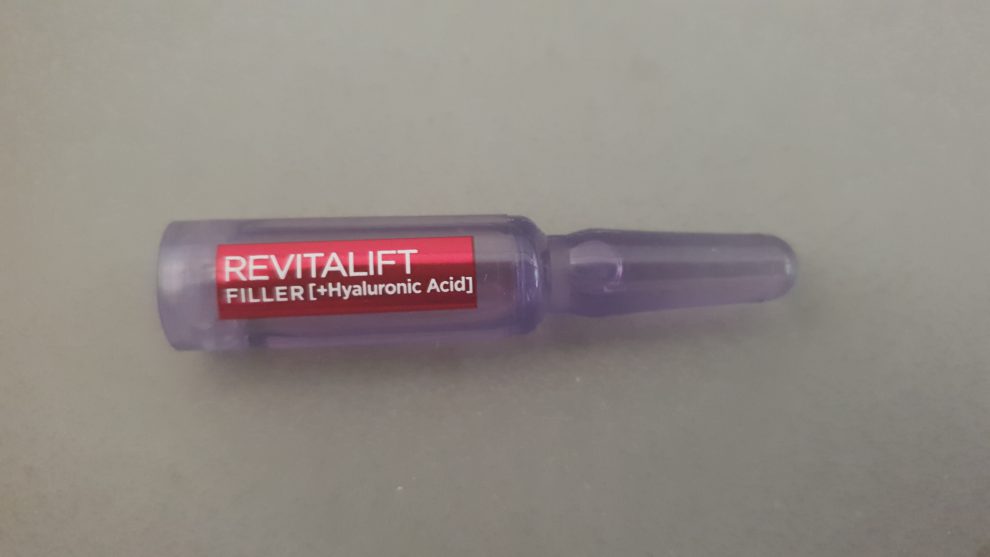 REVITALIFT
FILLER [+Hyaluronic Acid]